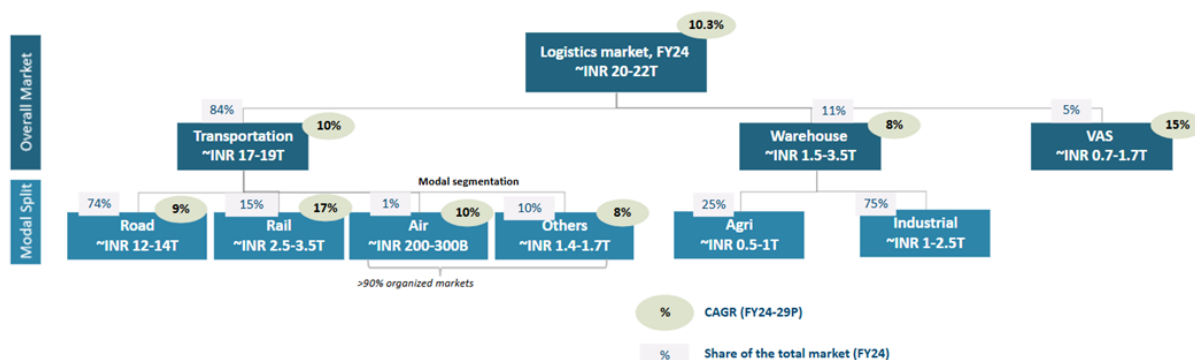 10.3%
Overall Market
Logistics market, FY24
~INR 20-22T
84%
11%
5%
Transportation
~INR 17-19T
10%
Warehouse
~INR 1.5-3.5T
8%
VAS
~INR 0.7-1.7T
15%
Modal segmentation
Modal Split
74%
Road
~INR 12-14T
9%
15%
Rail
~INR 2.5-3.5T
17%
1%
Air
~INR 200-300B
10%
10%
Others
~INR 1.4-1.7T
8%
25%
Agri
~INR 0.5-1T
75%
Industrial
~INR 1-2.5T
>90% organized markets
% CAGR (FY24-29P)
% Share of the total market (FY24)